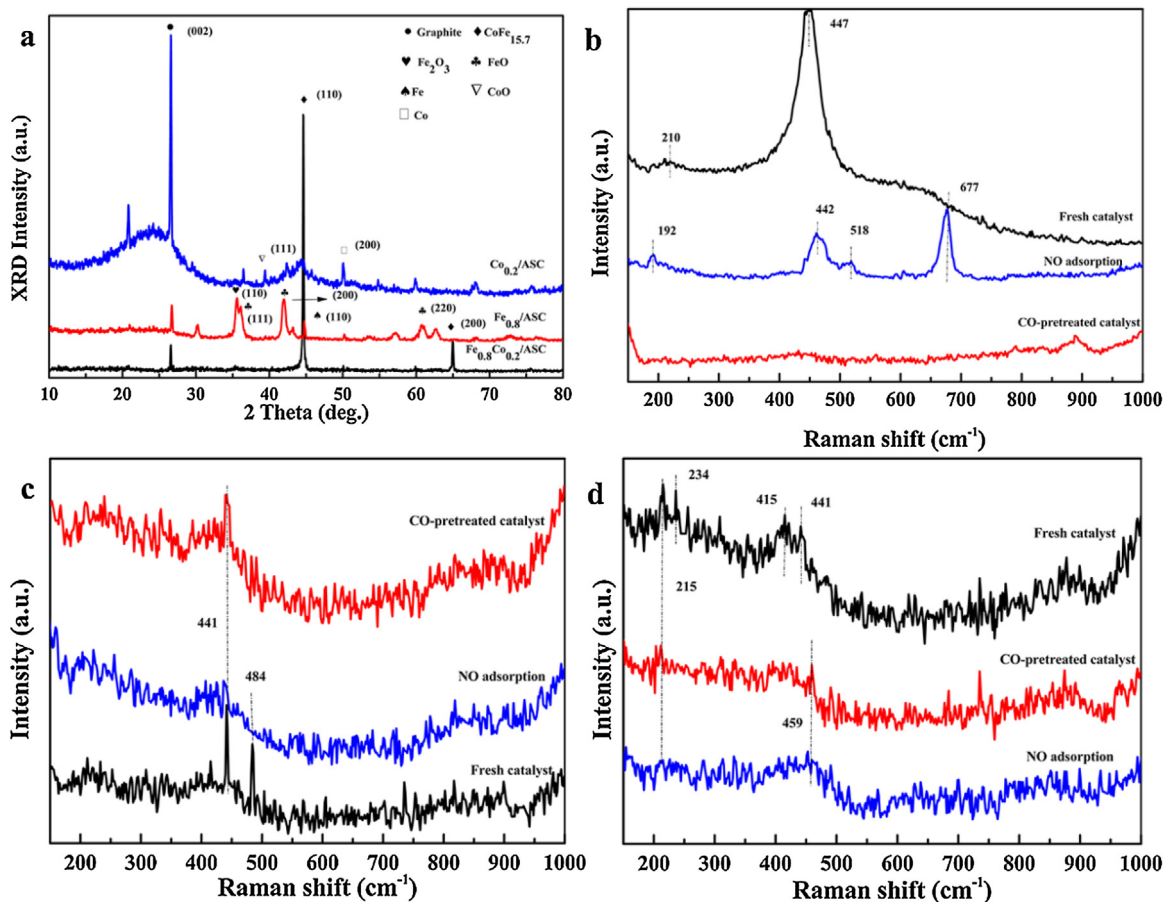 a
XRD Intensity (a.u.)
● Graphite ♦ CoFe15.7
♥ Fe2O3 ♣ FeO
♠ Fe ▽ CoO
□ Co
(002)
♦ (110)
▽ (111)
□ (200)
Co0.2/ASC
♥ (110)
♣ (111)
♣ (200)
♠ (110)
♣ (220)
Fe0.8/ASC
♦ (200)
Fe0.8Co0.2/ASC
10 20 30 40 50 60 70 80
2 Theta (deg.)
b
Intensity (a.u.)
447
210
677
Fresh catalyst
192
442
518
NO adsorption
CO-pretreated catalyst
200 300 400 500 600 700 800 900 1000
Raman shift (cm-1)
c
Intensity (a.u.)
CO-pretreated catalyst
441
484
NO adsorption
Fresh catalyst
200 300 400 500 600 700 800 900 1000
Raman shift (cm-1)
d
Intensity (a.u.)
234
415
441
Fresh catalyst
215
CO-pretreated catalyst
459
NO adsorption
200 300 400 500 600 700 800 900 1000
Raman shift (cm-1)